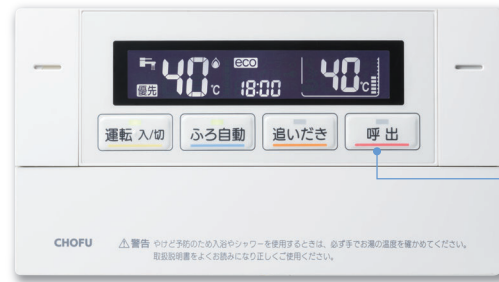 40℃ eco 40℃
優先 18:00
運転 入/切 ふろ自動 追いだき 呼出
CHOFU ⚠警告 やけど予防のため入浴やシャワーを使用するときは、必ず手でお湯の温度を確かめてください。
取扱説明書をよくお読みになり正しくご使用ください。